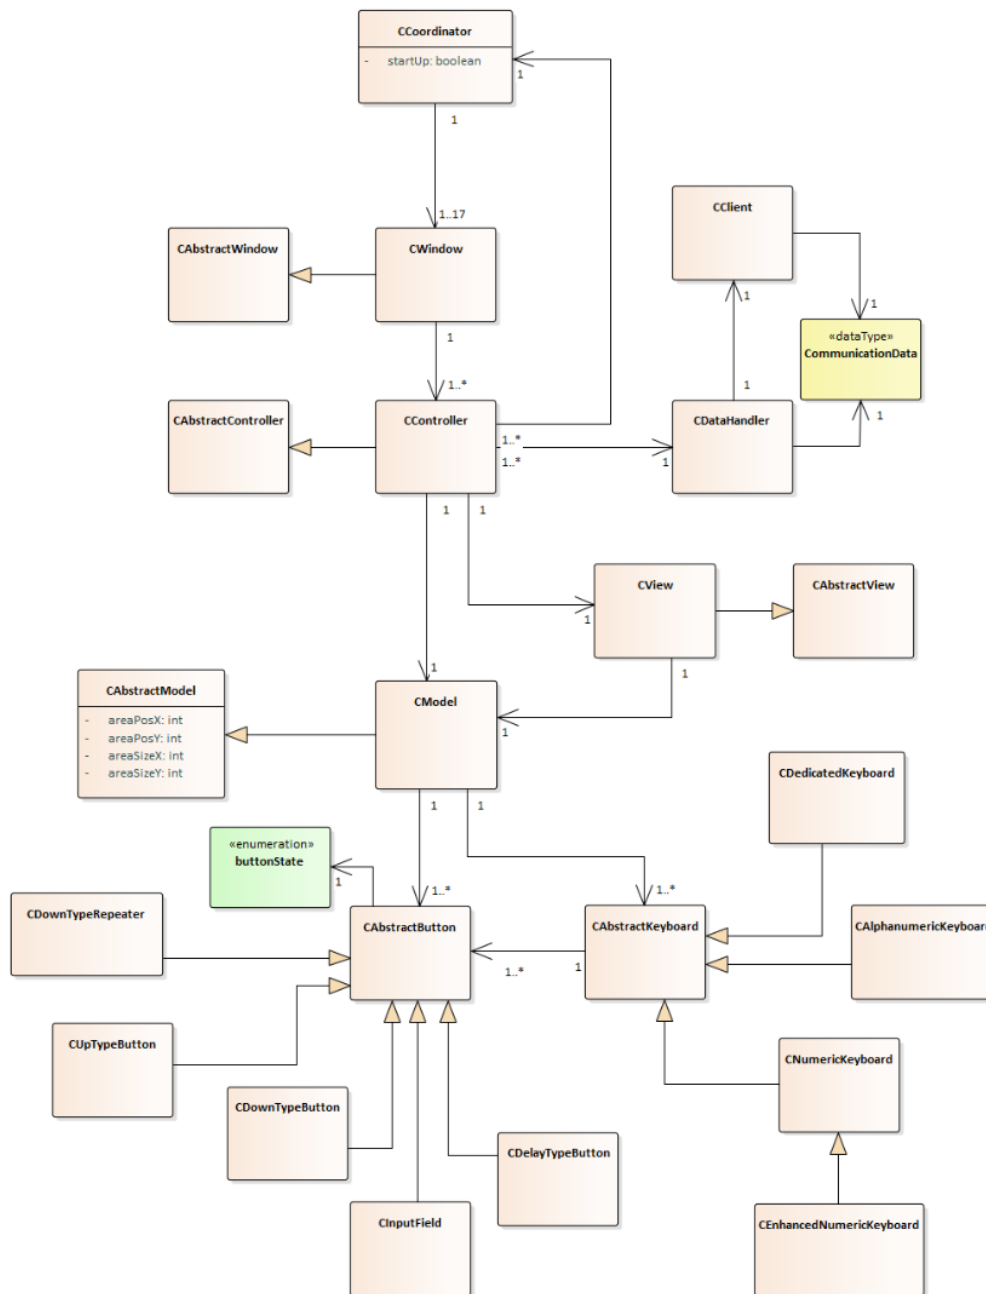 CCoordinator
- startUp: boolean
1
1
1..17
CClient
CAbstractWindow
CWindow
1
«dataType»
CommunicationData
1
1
1..*
1
1
CAbstractController
CController
CDataHandler
1..*
1..*
1
1
1
CView
CAbstractView
1
1
1
CAbstractModel
- areaPosX: int
- areaPosY: int
- areaSizeX: int
- areaSizeY: int
CModel
1
CDedicatedKeyboard
1
1
«enumeration»
buttonState
1
1..*
1..*
CDownTypeRepeater
CAbstractButton
CAbstractKeyboard
CAlphanumericKeyboard
1..*
1
CUpTypeButton
CNumericKeyboard
CDownTypeButton
CDelayTypeButton
CInputField
CEnhancedNumericKeyboard